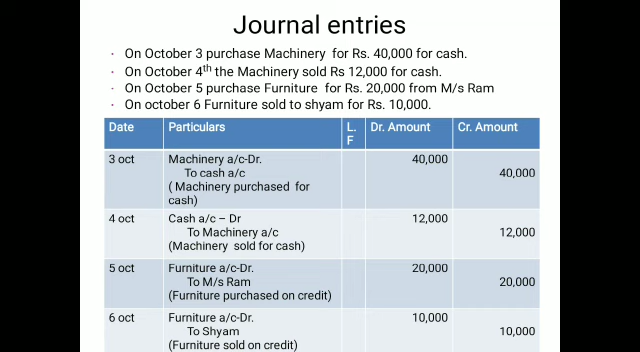 Journal entries
· On October 3 purchase Machinery for Rs. 40,000 for cash.
· On October 4th the Machinery sold Rs 12,000 for cash.
· On October 5 purchase Furniture for Rs. 20,000 from M/s Ram
· On october 6 Furniture sold to shyam for Rs. 10,000.
Date Particulars L. F Dr. Amount Cr. Amount
3 oct Machinery a/c-Dr. 40,000
To cash a/c 40,000
( Machinery purchased for
cash)
4 oct Cash a/c – Dr 12,000
To Machinery a/c 12,000
(Machinery sold for cash)
5 oct Furniture a/c-Dr. 20,000
To M/s Ram 20,000
(Furniture purchased on credit)
6 oct Furniture a/c-Dr. 10,000
To Shyam 10,000
(Furniture sold on credit)